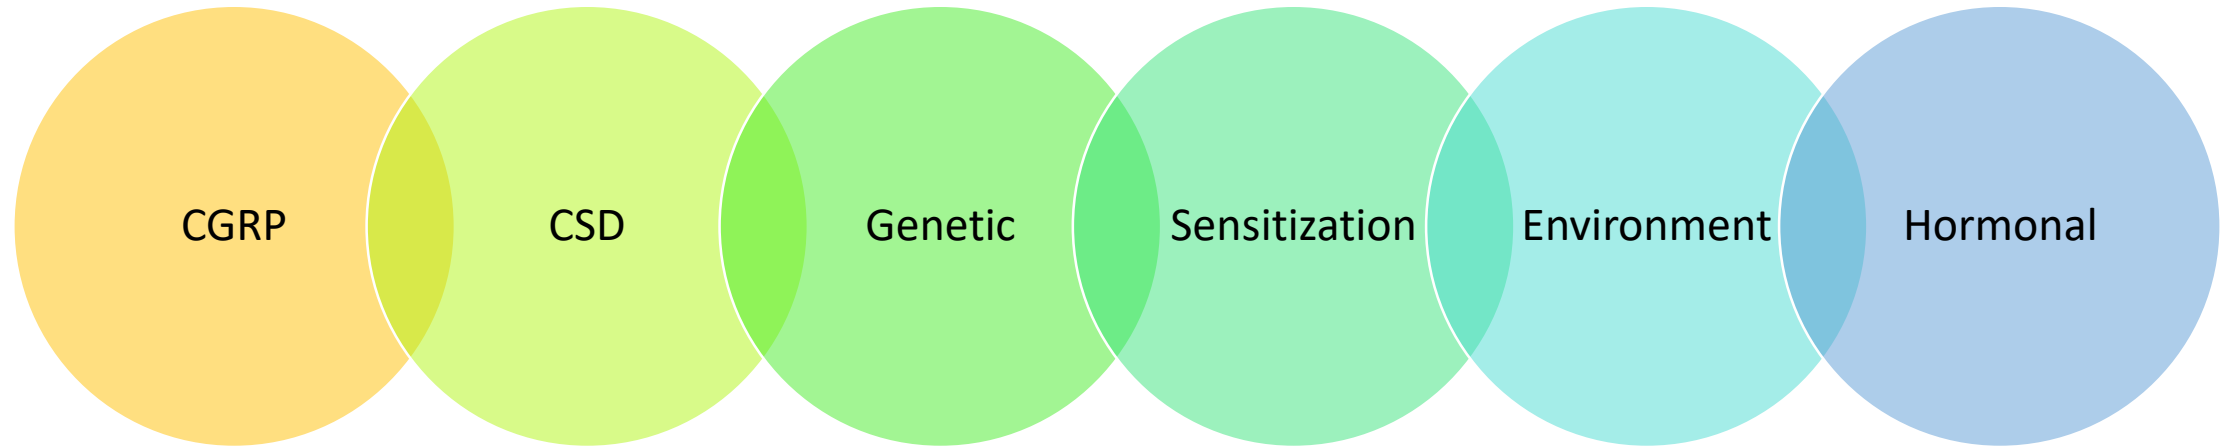 CGRP
CSD
Genetic
Sensitization
Environment
Hormonal